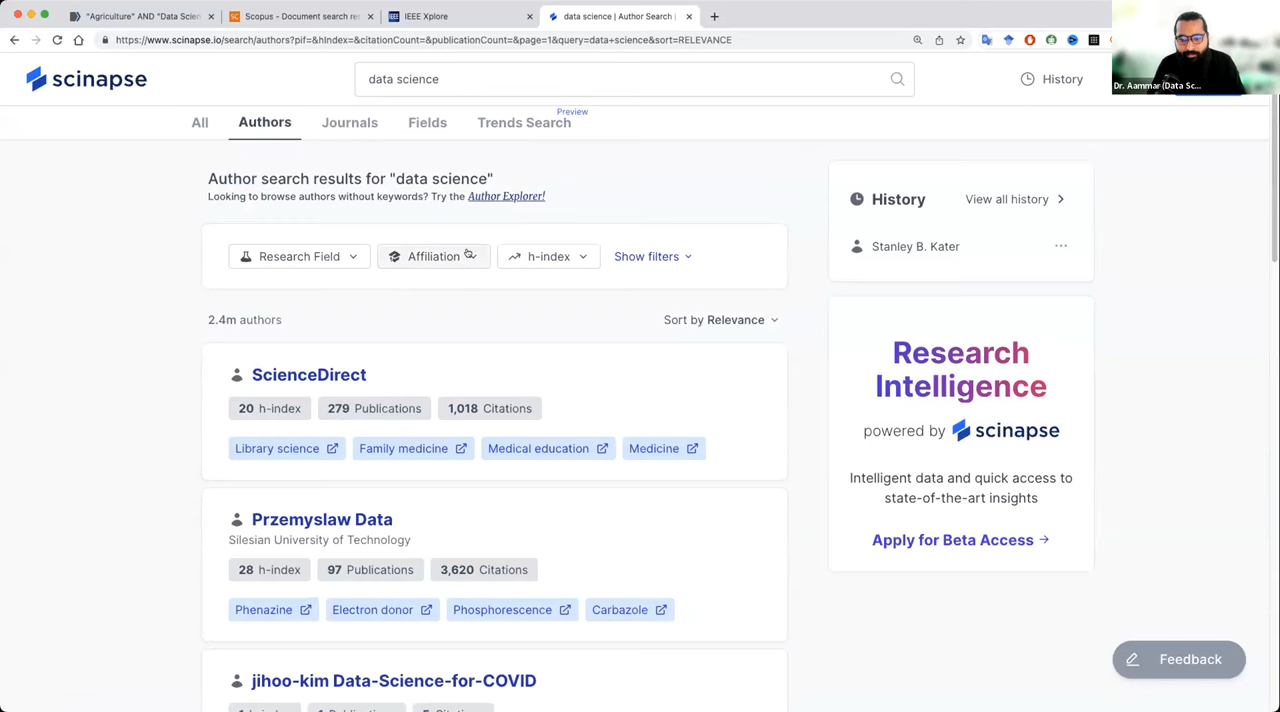 "Agriculture" AND "Data Scien
Scopus - Document search res
IEEE Xplore
data science | Author Search |
https://www.scinapse.io/search/authors?pif=&hIndex=&citationCount=&publicationCount=&page=1&query=data+science&sort=RELEVANCE
Dr. Aammar (Data Sc...
scinapse
data science
History
All
Authors
Journals
Fields
Trends Search
Preview
Author search results for "data science"
Looking to browse authors without keywords? Try the Author Explorer!
Research Field
Affiliation
h-index
Show filters
2.4m authors
Sort by Relevance
ScienceDirect
20 h-index
279 Publications
1,018 Citations
Library science
Family medicine
Medical education
Medicine
Przemyslaw Data
Silesian University of Technology
28 h-index
97 Publications
3,620 Citations
Phenazine
Electron donor
Phosphorescence
Carbazole
jihoo-kim Data-Science-for-COVID
History
View all history
Stanley B. Kater
Research
Intelligence
powered by scinapse
Intelligent data and quick access to
state-of-the-art insights
Apply for Beta Access
Feedback